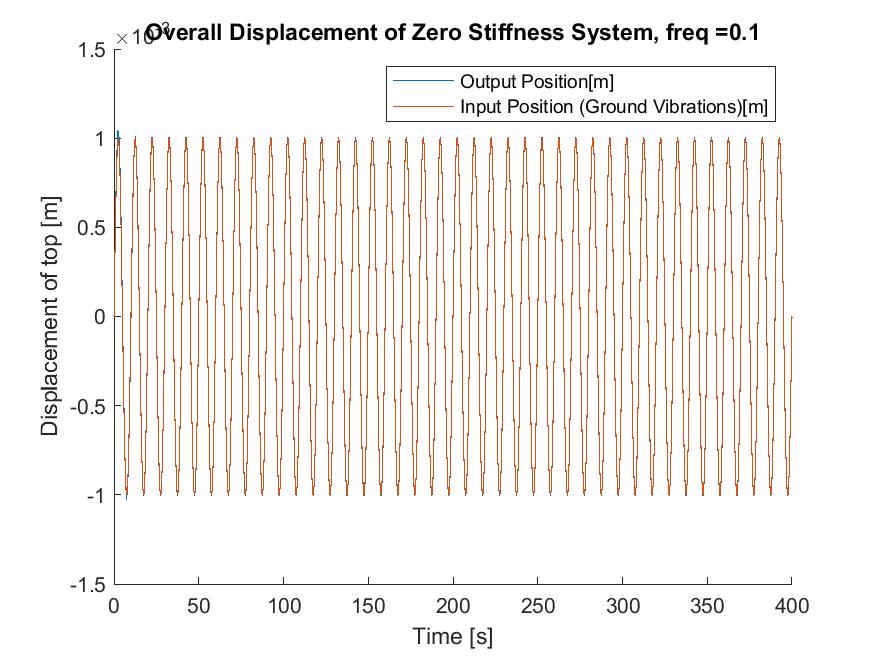 ×10-3
Overall Displacement of Zero Stiffness System, freq =0.1
1.5
Output Position[m]
Input Position (Ground Vibrations)[m]
1
0.5
0
-0.5
-1
-1.5
Displacement of top [m]
0 50 100 150 200 250 300 350 400
Time [s]